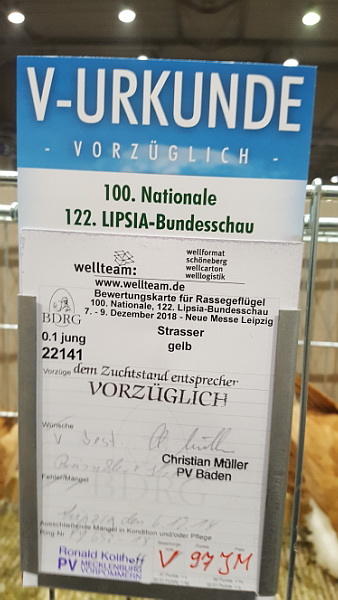 V-URKUNDE
- VORZÜGLICH -
100. Nationale
122. LIPSIA-Bundesschau
wellteam:
wellformat
schöneberg
wellcarton
welllogistik
www.wellteam.de
Bewertungskarte für Rassegeflügel
100. Nationale, 122. Lipsia-Bundesschau
7. - 9. Dezember 2018 - Neue Messe Leipzig
BDRG
0.1 jung
22141
Strasser
gelb
Vorzüge
dem Zuchtstand entsprechend
VORZÜGLICH
Wünsche
Christian Müller
PV Baden
Fehler/Mangel
BDRG
Ausschließende Mängel in Kondition und/oder Pflege
Ring Nr.
V 97 JM
PV MECKLENBURG
VORPOMMERN